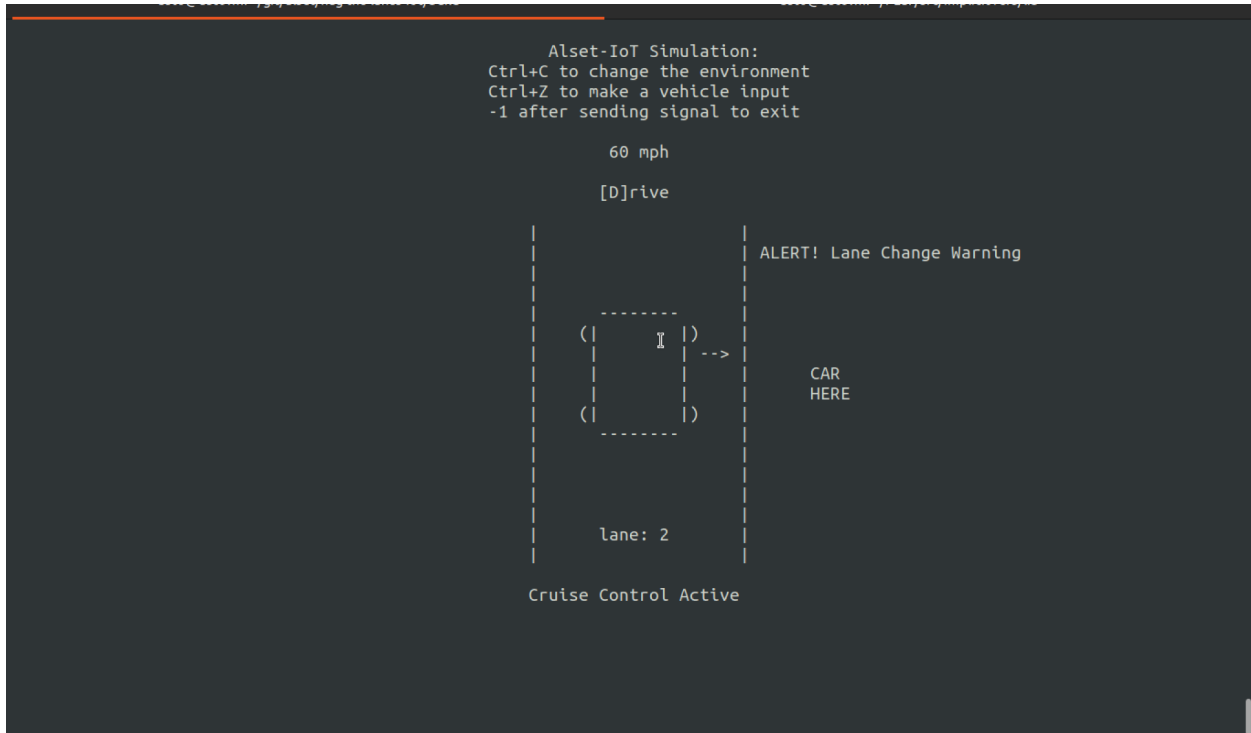 Alset-IoT Simulation:
Ctrl+C to change the environment
Ctrl+Z to make a vehicle input
-1 after sending signal to exit
60 mph
[D]rive
ALERT! Lane Change Warning
-->
CAR
HERE
lane: 2
Cruise Control Active